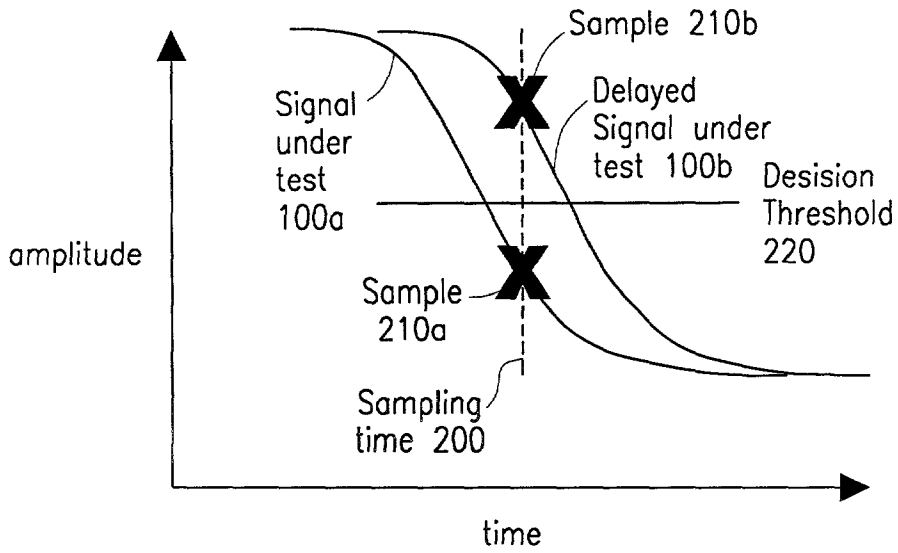 Sample 210b
Signal
under
test
100a
Delayed
Signal under
test 100b
Desision
Threshold
220
amplitude
Sample
210a
Sampling
time 200
time